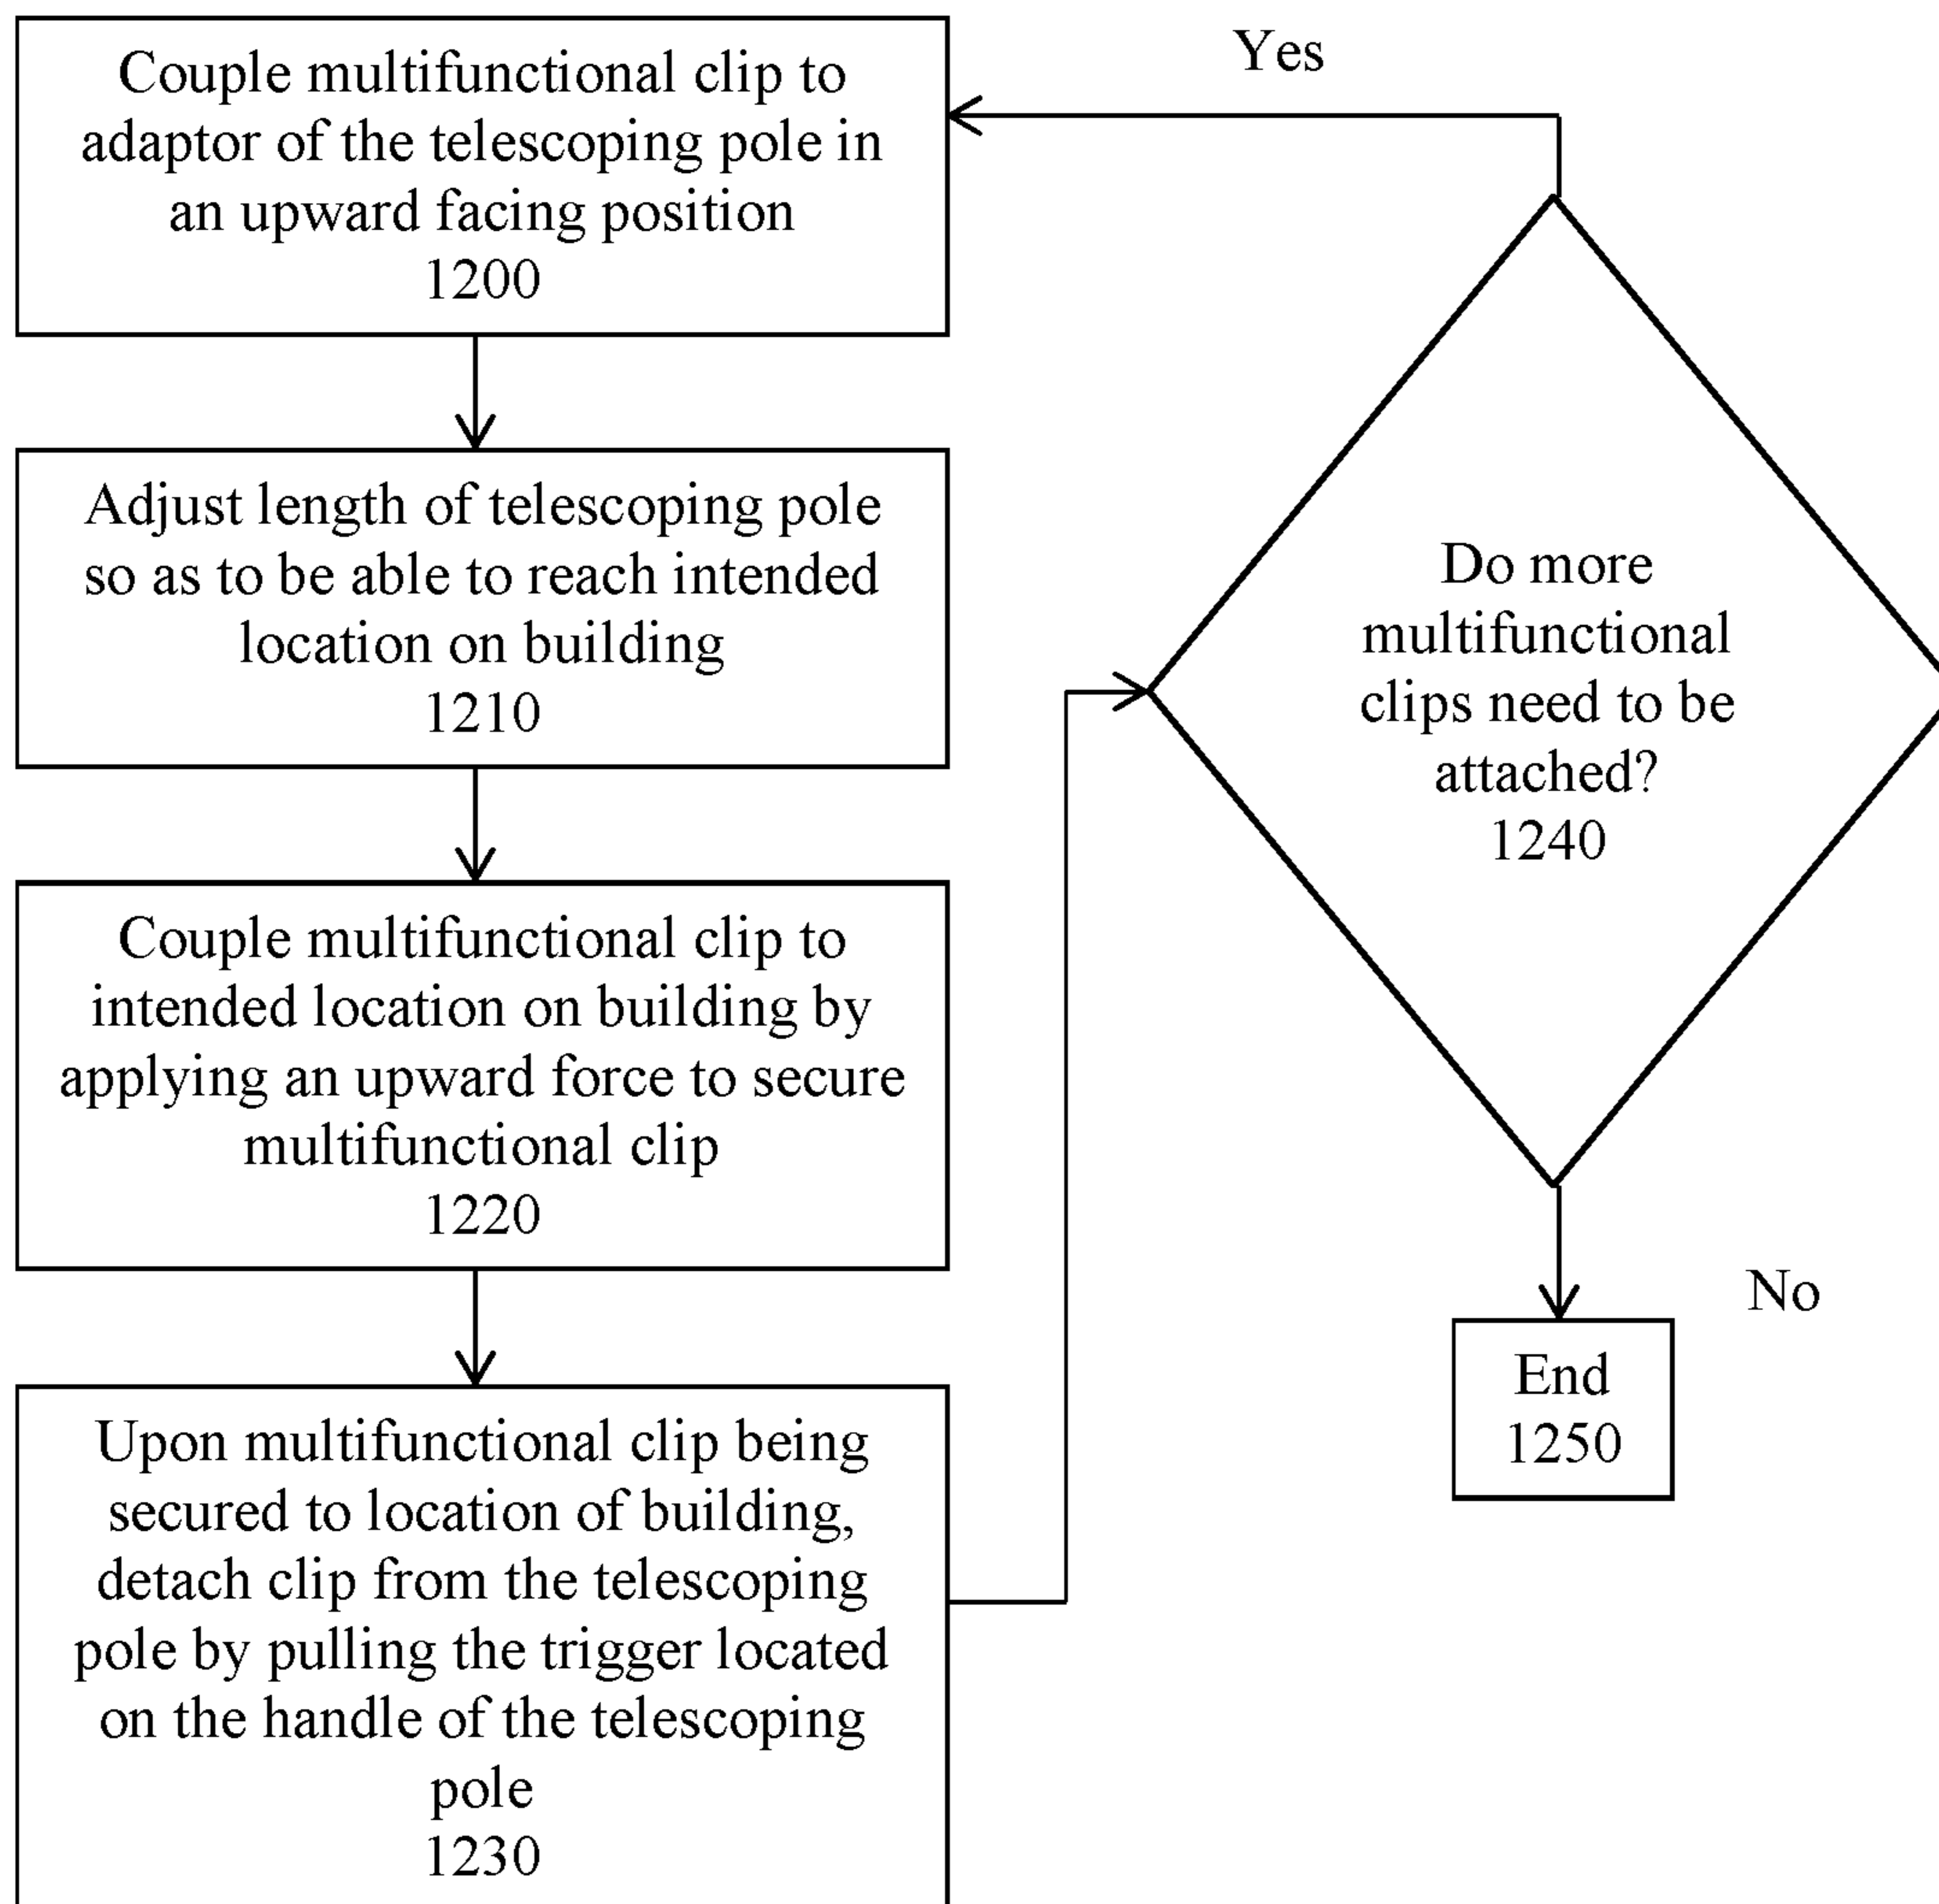 Couple multifunctional clip to
adaptor of the telescoping pole in
an upward facing position
1200
Adjust length of telescoping pole
so as to be able to reach intended
location on building
1210
Couple multifunctional clip to
intended location on building by
applying an upward force to secure
multifunctional clip
1220
Upon multifunctional clip being
secured to location of building,
detach clip from the telescoping
pole by pulling the trigger located
on the handle of the telescoping
pole
1230
Yes
Do more
multifunctional
clips need to be
attached?
1240
No
End
1250